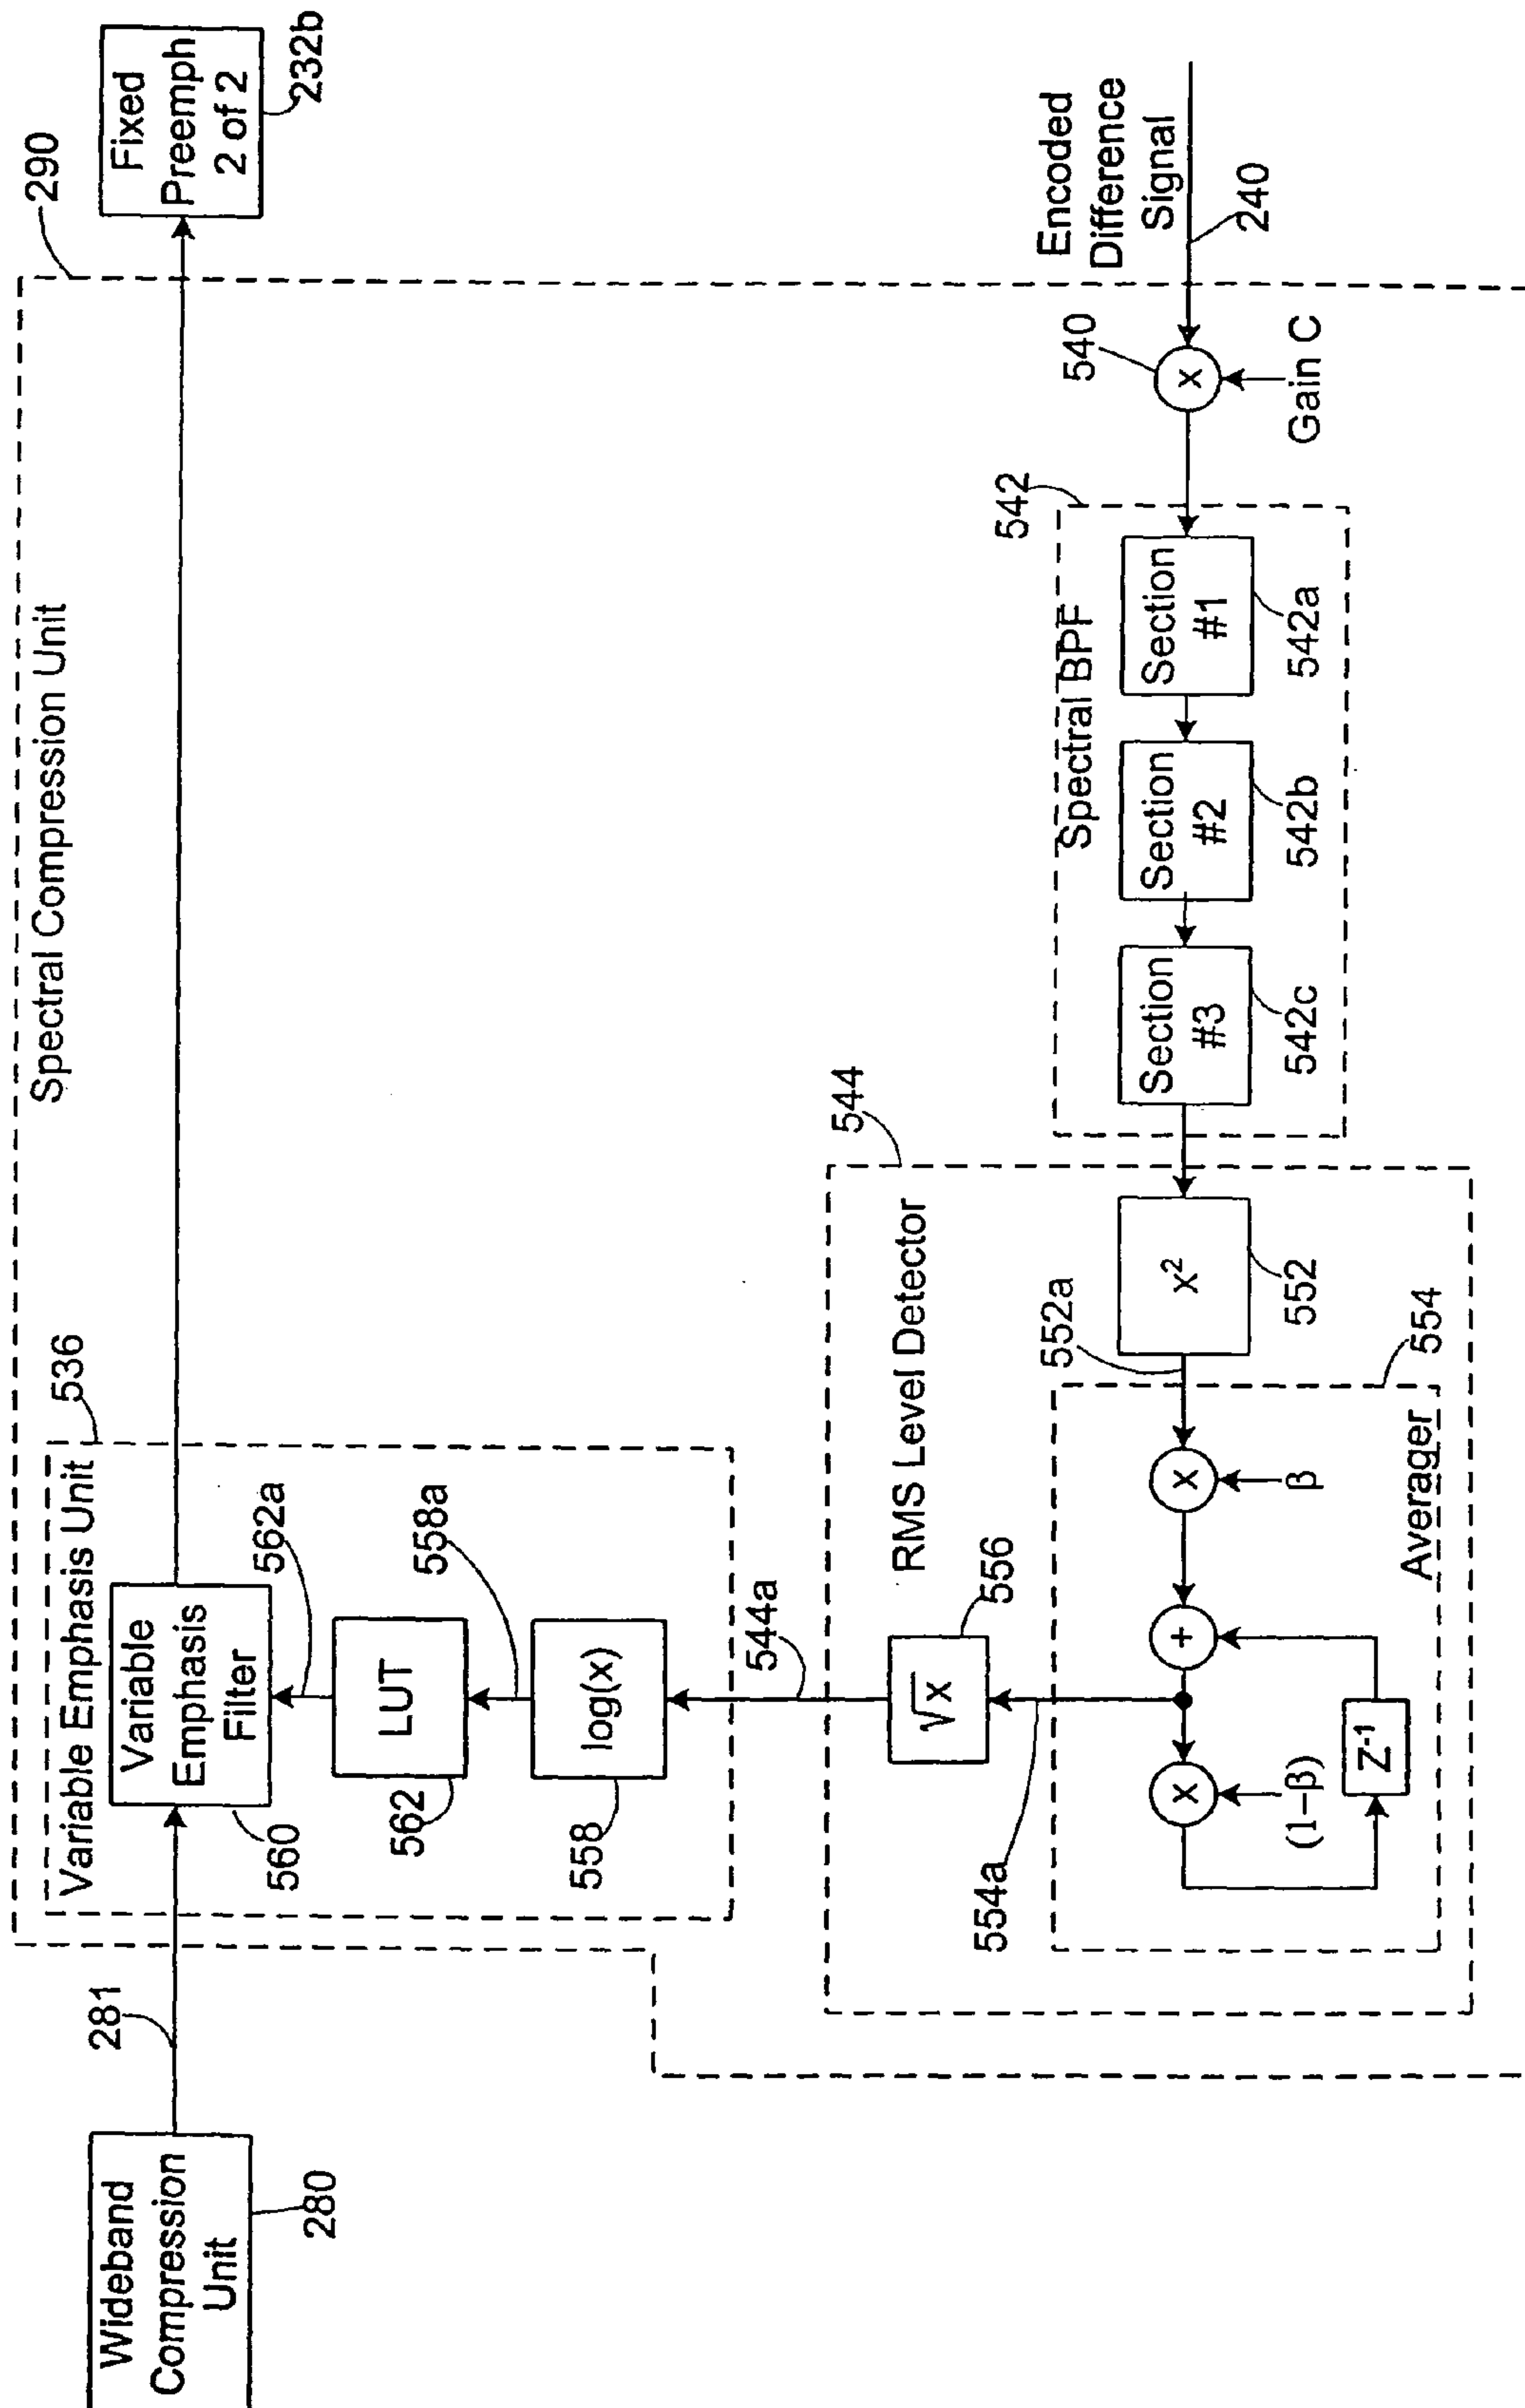 Wideband
Compression
Unit
280
281
Spectral Compression Unit
290
Variable Emphasis Unit
536
Variable
Emphasis
Filter
560
562a
LUT
562
558a
log(x)
558
544a
Fixed
Preemph
2 of 2
232b
RMS Level Detector
544
√x
556
554a
552a
x²
552
Averager
554
x
β
+
x
(1−β)
Z⁻¹
Spectral BPF
542
Section
#3
542c
Section
#2
542b
Section
#1
542a
540
x
Gain C
Encoded
Difference
Signal
240